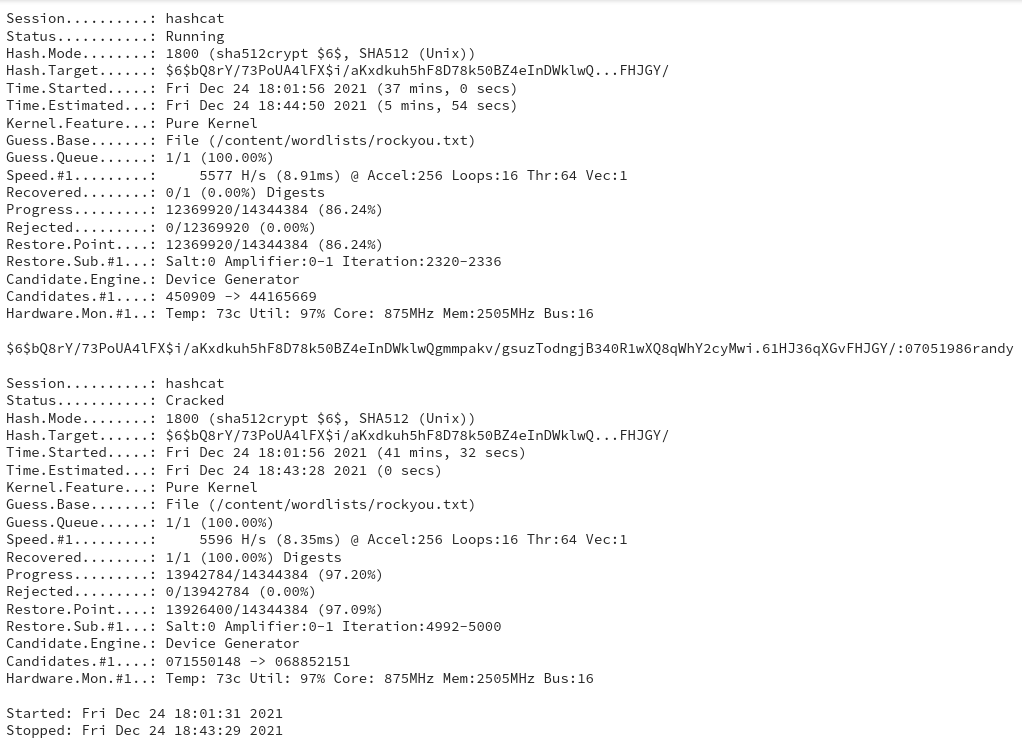 Session..........: hashcat
Status...........: Running
Hash.Mode........: 1800 (sha512crypt $6$, SHA512 (Unix))
Hash.Target......: $6$bQ8rY/73PoUA4lFX$i/aKxdkuh5hF8D78k50BZ4eInDWklwQ...FHJGY/
Time.Started.....: Fri Dec 24 18:01:56 2021 (37 mins, 0 secs)
Time.Estimated...: Fri Dec 24 18:44:50 2021 (5 mins, 54 secs)
Kernel.Feature...: Pure Kernel
Guess.Base.......: File (/content/wordlists/rockyou.txt)
Guess.Queue......: 1/1 (100.00%)
Speed.#1.........:     5577 H/s (8.91ms) @ Accel:256 Loops:16 Thr:64 Vec:1
Recovered........: 0/1 (0.00%) Digests
Progress.........: 12369920/14344384 (86.24%)
Rejected.........: 0/12369920 (0.00%)
Restore.Point....: 12369920/14344384 (86.24%)
Restore.Sub.#1...: Salt:0 Amplifier:0-1 Iteration:2320-2336
Candidate.Engine.: Device Generator
Candidates.#1....: 450909 -> 44165669
Hardware.Mon.#1..: Temp: 73c Util: 97% Core: 875MHz Mem:2505MHz Bus:16
$6$bQ8rY/73PoUA4lFX$i/aKxdkuh5hF8D78k50BZ4eInDWklwQgmmpakv/gsuzTodngjB340R1wXQ8qWhY2cyMwi.61HJ36qXGvFHJGY/:07051986randy
Session..........: hashcat
Status...........: Cracked
Hash.Mode........: 1800 (sha512crypt $6$, SHA512 (Unix))
Hash.Target......: $6$bQ8rY/73PoUA4lFX$i/aKxdkuh5hF8D78k50BZ4eInDWklwQ...FHJGY/
Time.Started.....: Fri Dec 24 18:01:56 2021 (41 mins, 32 secs)
Time.Estimated...: Fri Dec 24 18:43:28 2021 (0 secs)
Kernel.Feature...: Pure Kernel
Guess.Base.......: File (/content/wordlists/rockyou.txt)
Guess.Queue......: 1/1 (100.00%)
Speed.#1.........:     5596 H/s (8.35ms) @ Accel:256 Loops:16 Thr:64 Vec:1
Recovered........: 1/1 (100.00%) Digests
Progress.........: 13942784/14344384 (97.20%)
Rejected.........: 0/13942784 (0.00%)
Restore.Point....: 13926400/14344384 (97.09%)
Restore.Sub.#1...: Salt:0 Amplifier:0-1 Iteration:4992-5000
Candidate.Engine.: Device Generator
Candidates.#1....: 071550148 -> 068852151
Hardware.Mon.#1..: Temp: 73c Util: 97% Core: 875MHz Mem:2505MHz Bus:16
Started: Fri Dec 24 18:01:31 2021
Stopped: Fri Dec 24 18:43:29 2021